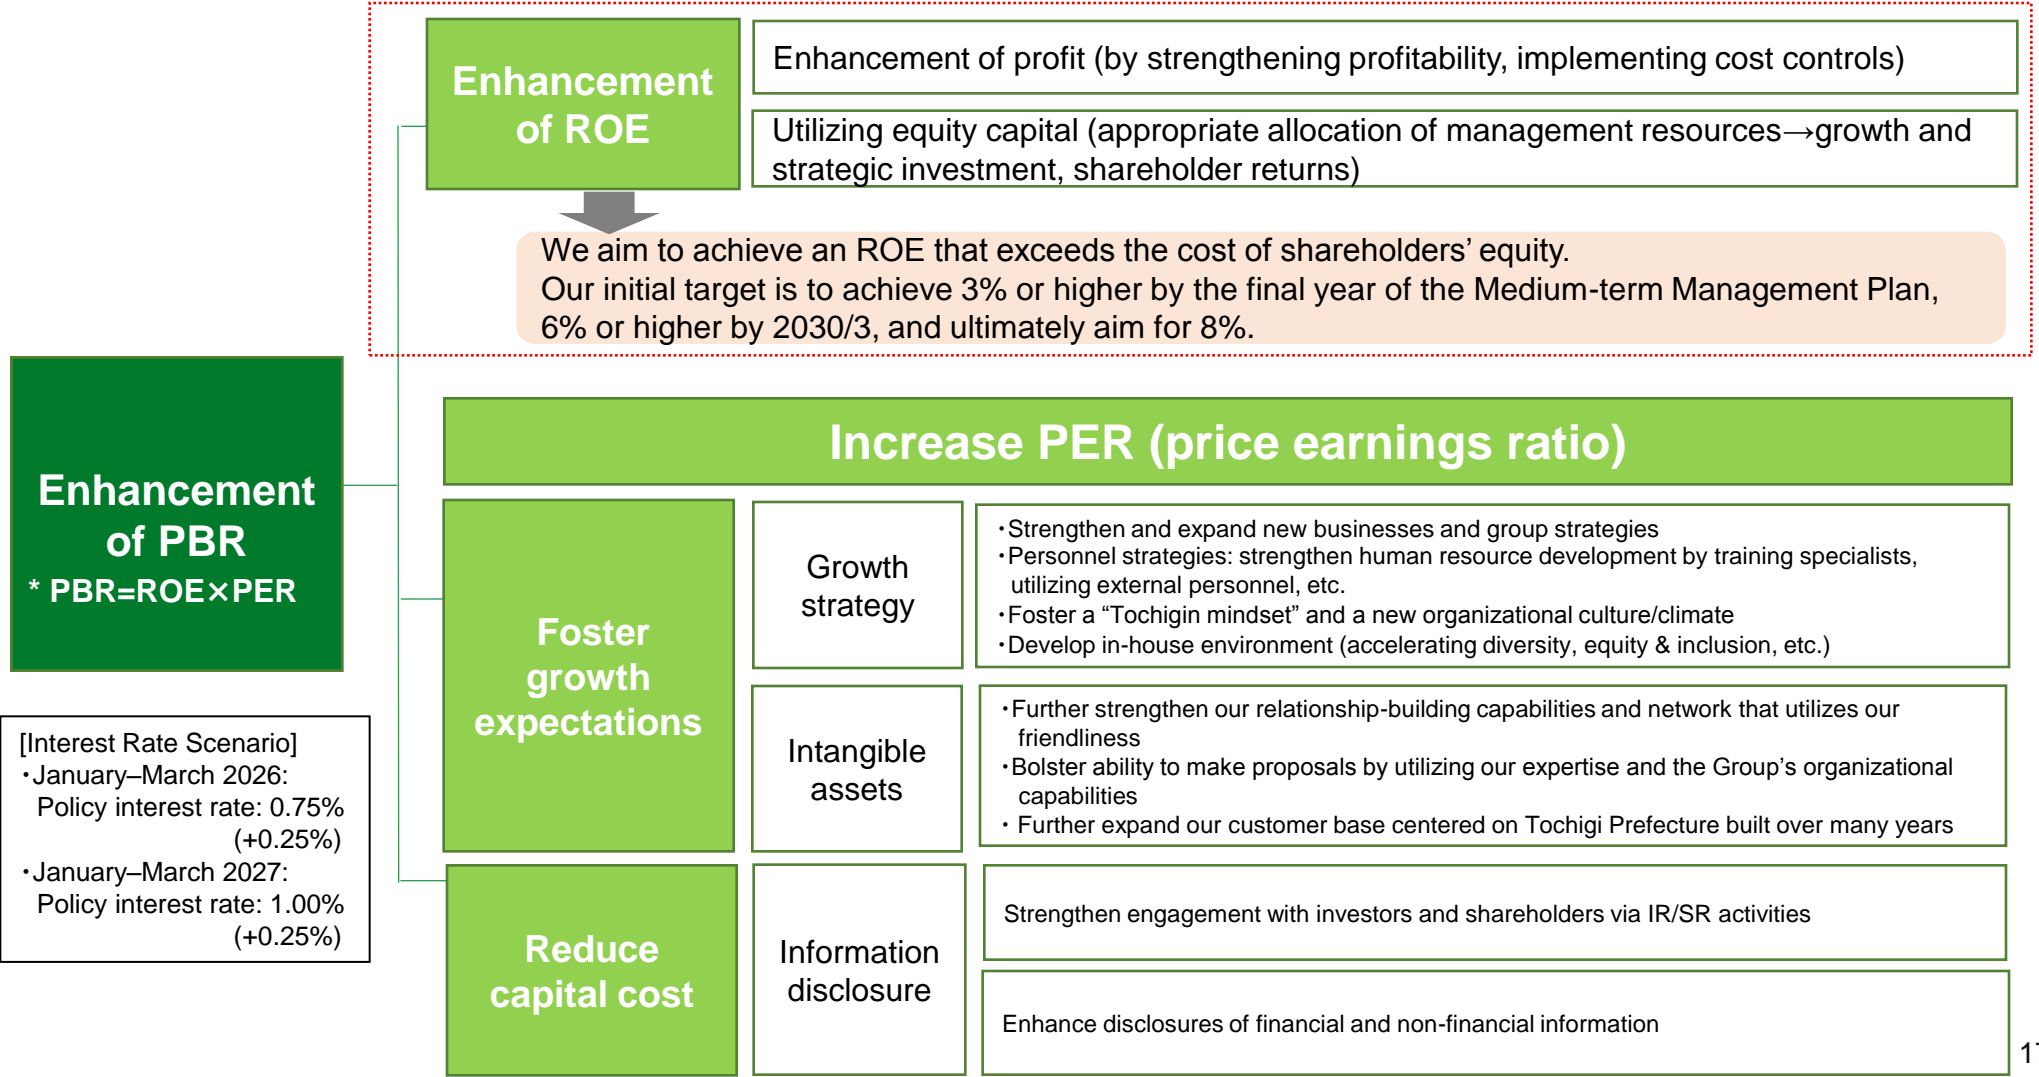 Enhancement
of ROE
Enhancement of profit (by strengthening profitability, implementing cost controls)
Utilizing equity capital (appropriate allocation of management resources→growth and
strategic investment, shareholder returns)
We aim to achieve an ROE that exceeds the cost of shareholders’ equity.
Our initial target is to achieve 3% or higher by the final year of the Medium-term Management Plan,
6% or higher by 2030/3, and ultimately aim for 8%.
Enhancement
of PBR
* PBR=ROE×PER
[Interest Rate Scenario]
・January–March 2026:
Policy interest rate: 0.75%
(+0.25%)
・January–March 2027:
Policy interest rate: 1.00%
(+0.25%)
Increase PER (price earnings ratio)
Foster
growth
expectations
Growth
strategy
・Strengthen and expand new businesses and group strategies
・Personnel strategies: strengthen human resource development by training specialists,
utilizing external personnel, etc.
・Foster a “Tochigin mindset” and a new organizational culture/climate
・Develop in-house environment (accelerating diversity, equity & inclusion, etc.)
Intangible
assets
・Further strengthen our relationship-building capabilities and network that utilizes our
friendliness
・Bolster ability to make proposals by utilizing our expertise and the Group’s organizational
capabilities
・ Further expand our customer base centered on Tochigi Prefecture built over many years
Reduce
capital cost
Information
disclosure
Strengthen engagement with investors and shareholders via IR/SR activities
Enhance disclosures of financial and non-financial information